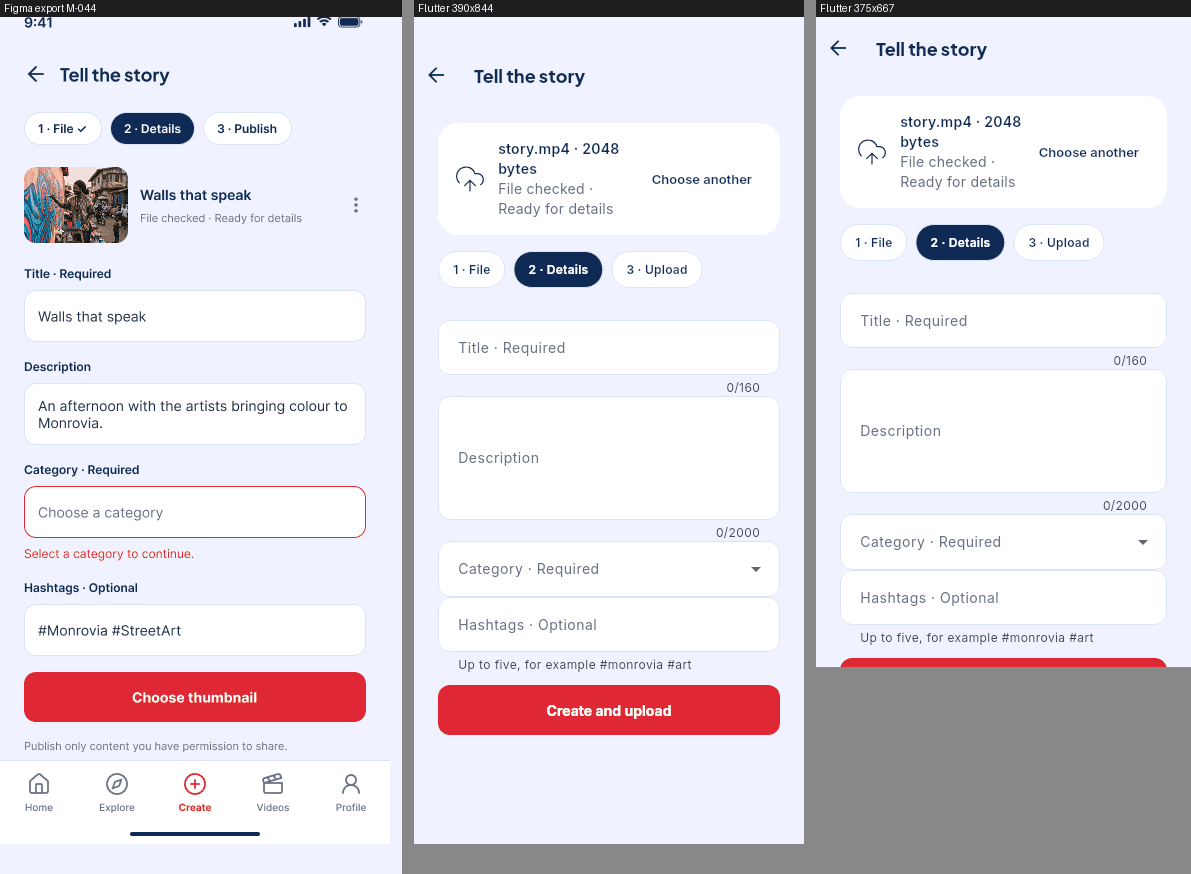 Figma export M-044
9:41
Tell the story
1 · File ✓
2 · Details
3 · Publish
Walls that speak
File checked · Ready for details
Title · Required
Walls that speak
Description
An afternoon with the artists bringing colour to
Monrovia.
Category · Required
Choose a category
Select a category to continue.
Hashtags · Optional
#Monrovia #StreetArt
Choose thumbnail
Publish only content you have permission to share.
Home
Explore
Create
Videos
Profile
Flutter 390x844
Tell the story
story.mp4 · 2048
bytes
File checked ·
Ready for details
Choose another
1 · File
2 · Details
3 · Upload
Title · Required
0/160
Description
0/2000
Category · Required
Hashtags · Optional
Up to five, for example #monrovia #art
Create and upload
Flutter 375x667
Tell the story
story.mp4 · 2048
bytes
File checked ·
Ready for details
Choose another
1 · File
2 · Details
3 · Upload
Title · Required
0/160
Description
0/2000
Category · Required
Hashtags · Optional
Up to five, for example #monrovia #art